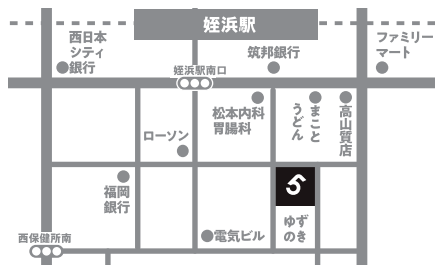 姪浜駅
西日本
シティ
銀行
ファミリー
マート
筑邦銀行
姪浜駅南口
松本内科
胃腸科
まこと
うどん
高山質店
ローソン
福岡
銀行
ゆず
のき
西保健所南
電気ビル